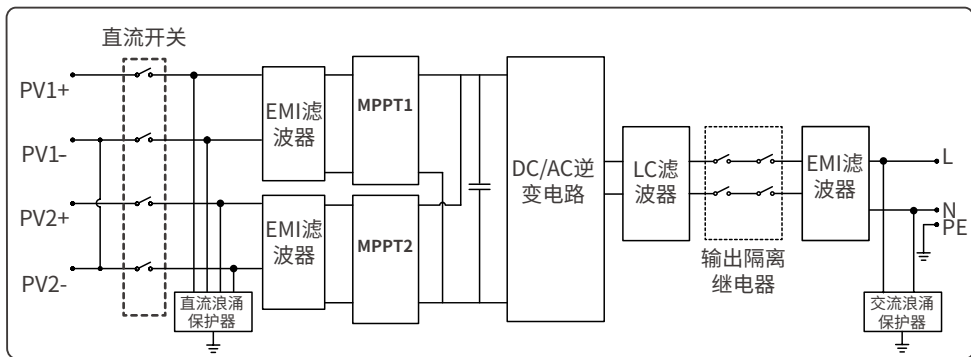 直流开关
PV1+
PV1-
PV2+
PV2-
EMI滤
波器
MPPT1
EMI滤
波器
MPPT2
直流浪涌
保护器
DC/AC逆
变电路
LC滤
波器
输出隔离
继电器
EMI滤
波器
L
N
PE
交流浪涌
保护器